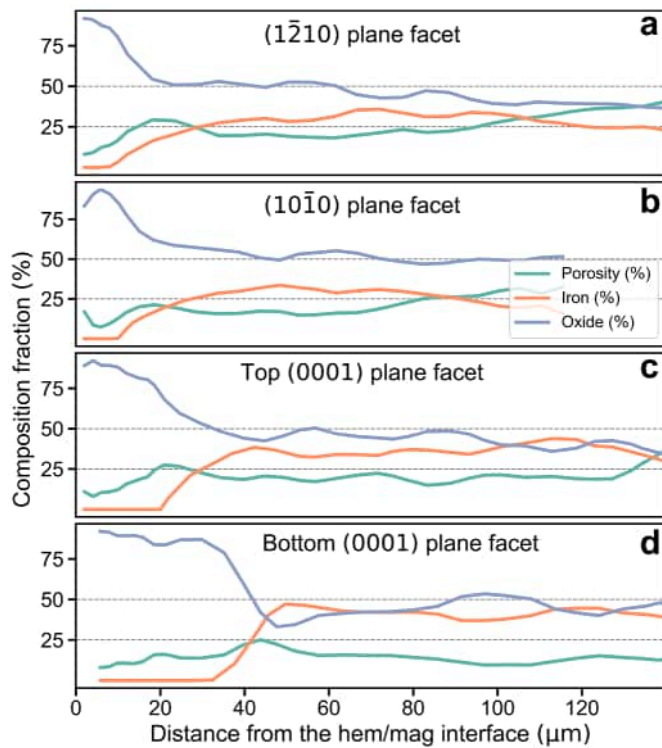 a
(12̄10) plane facet
75
50
25
b
(101̄0) plane facet
75
50
25
Porosity (%)
Iron (%)
Oxide (%)
c
Top (0001) plane facet
75
50
25
d
Bottom (0001) plane facet
75
50
25
0
0 20 40 60 80 100 120
Distance from the hem/mag interface (μm)
Composition fraction (%)